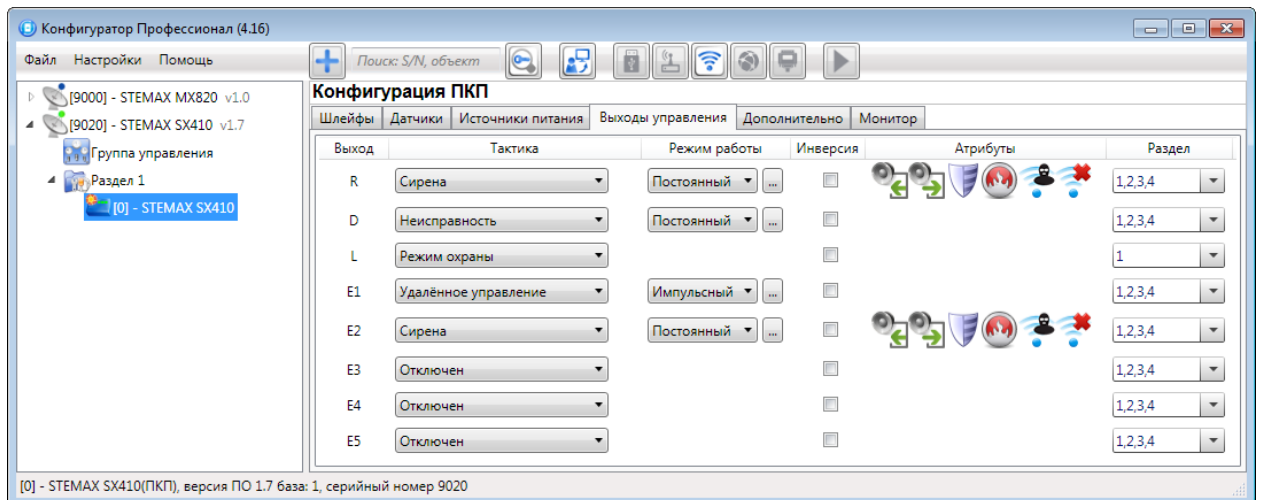 Конфигуратор Профессионал (4.16)
Файл Настройки Помощь
Поиск: S/N, объект
[9000] - STEMAX MX820 v1.0
[9020] - STEMAX SX410 v1.7
Группа управления
Раздел 1
[0] - STEMAX SX410
Конфигурация ПКП
Шлейфы Датчики Источники питания Выходы управления Дополнительно Монитор
Выход Тактика Режим работы Инверсия Атрибуты Раздел
R Сирена Постоянный ... 1,2,3,4
D Неисправность Постоянный ... 1,2,3,4
L Режим охраны 1
E1 Удалённое управление Импульсный ... 1,2,3,4
E2 Сирена Постоянный ... 1,2,3,4
E3 Отключен 1,2,3,4
E4 Отключен 1,2,3,4
E5 Отключен 1,2,3,4
[0] - STEMAX SX410(ПКП), версия ПО 1.7 база: 1, серийный номер 9020